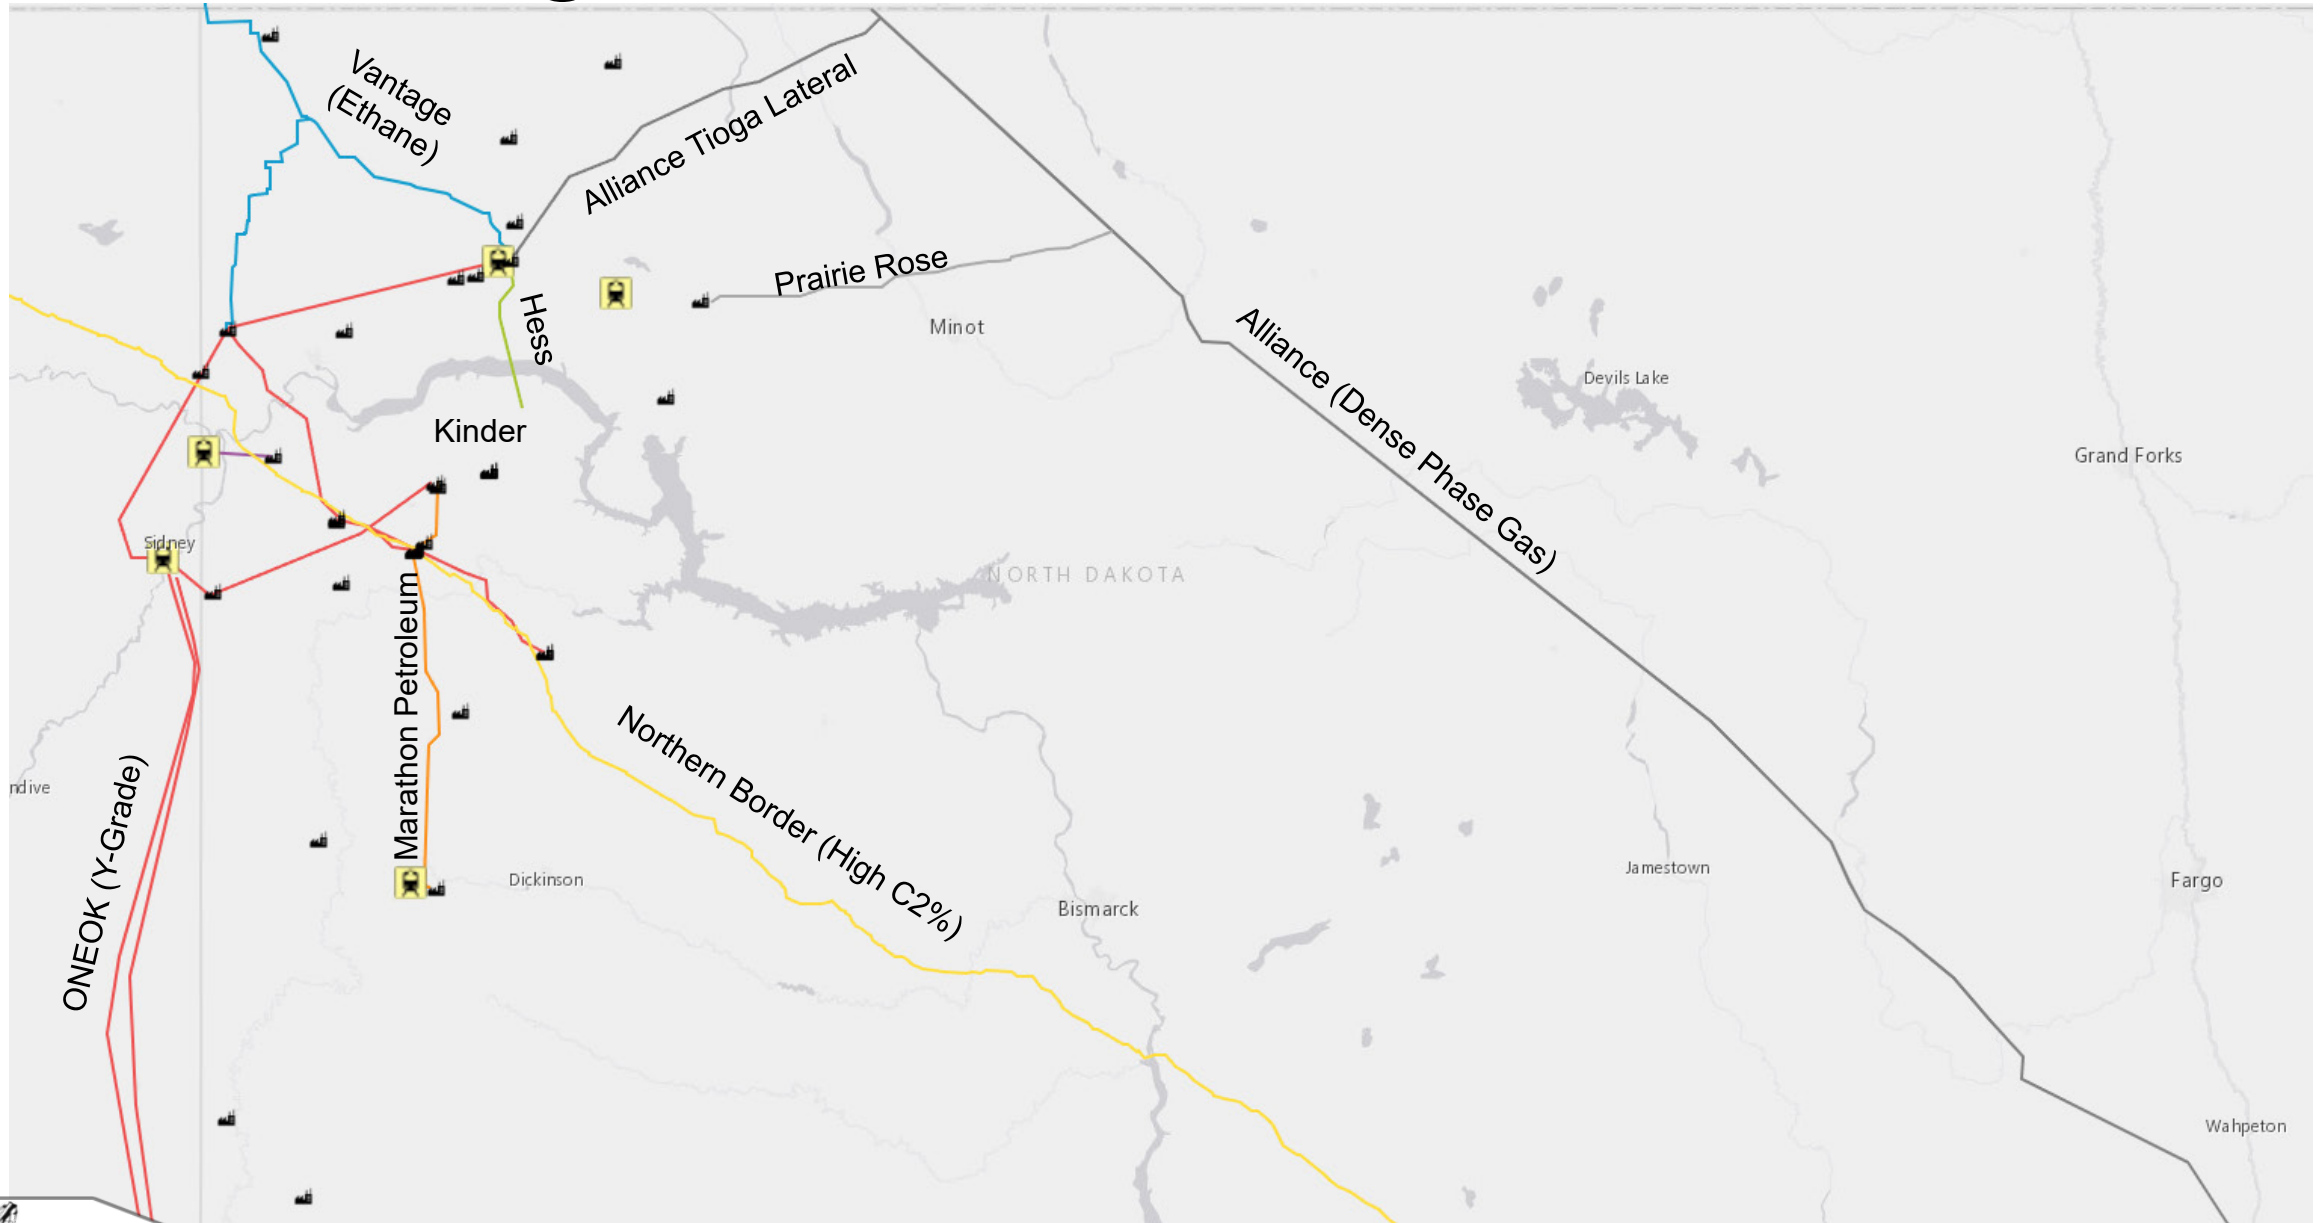 Vantage
(Ethane)
Alliance Tioga Lateral
Prairie Rose
Hess
Minot
Alliance (Dense Phase Gas)
Devils Lake
Kinder
Grand Forks
Sidney
NORTH DAKOTA
Marathon Petroleum
Northern Border (High C2%)
ndive
ONEOK (Y-Grade)
Dickinson
Bismarck
Jamestown
Fargo
Wahpeton